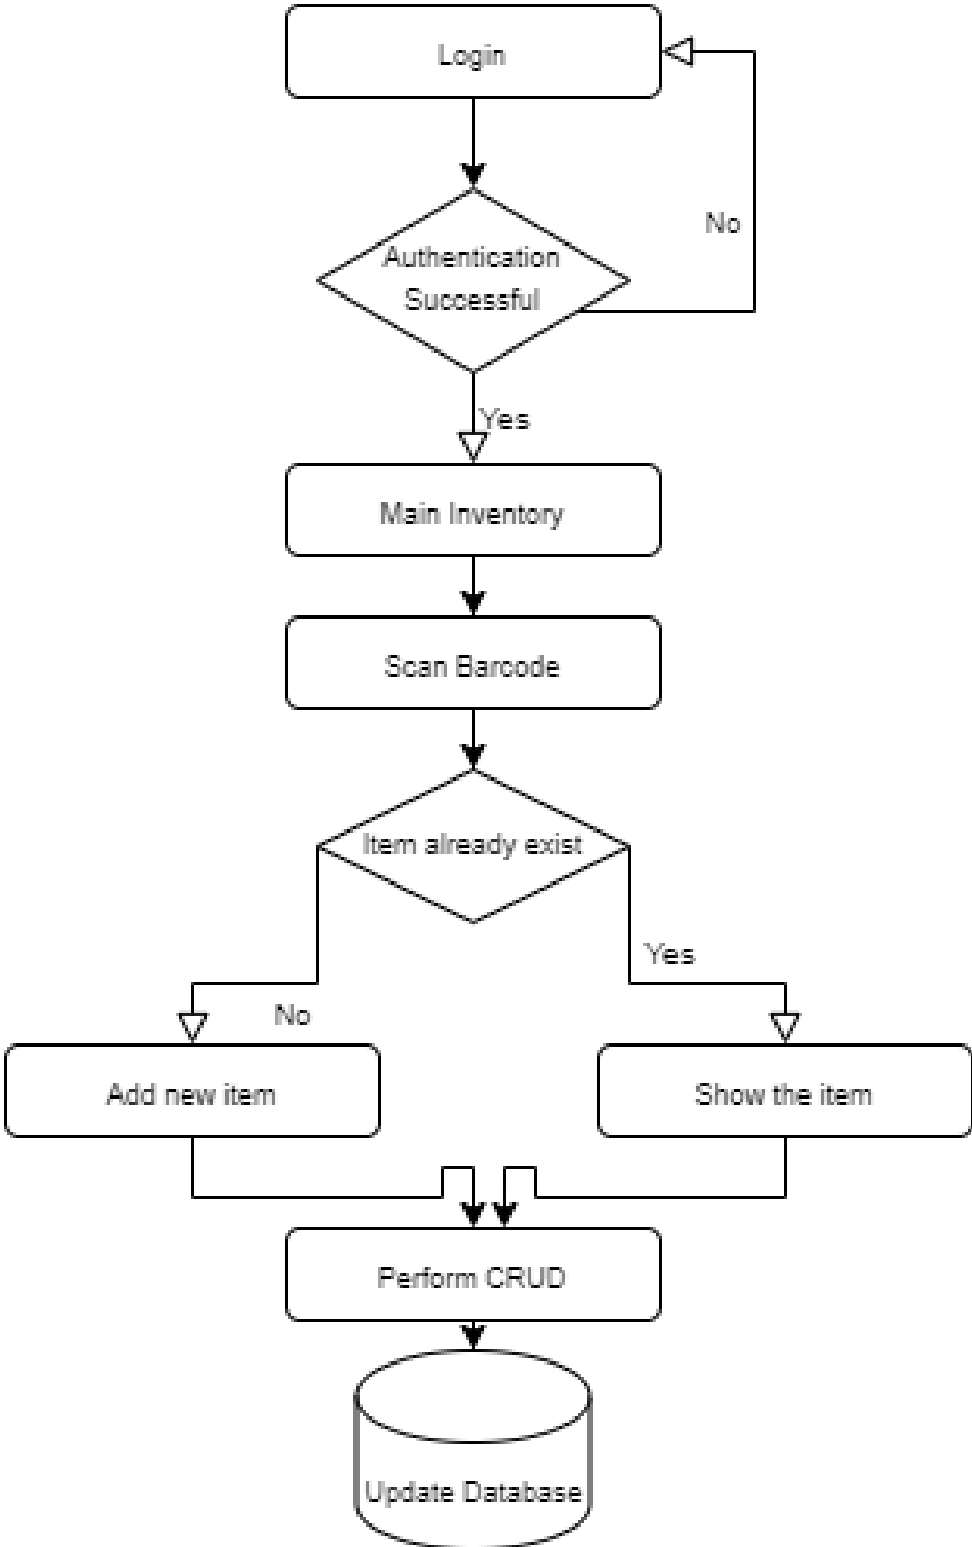 Login
No
Authentication
Successful
Yes
Main Inventory
Scan Barcode
Item already exist
Yes
No
Add new item
Show the item
Perform CRUD
Update Database